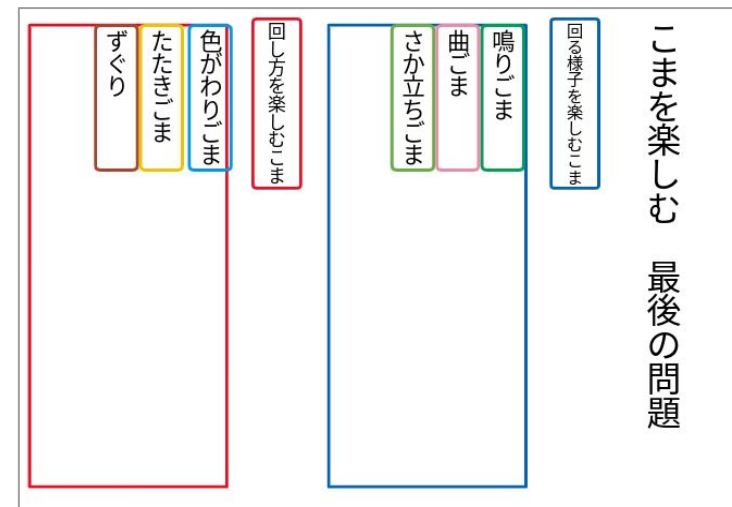 こまを楽しむ　最後の問題
回る様子を楽しむこま
鳴りごま
曲ごま
さか立ちごま
回し方を楽しむこま
色がわりごま
たたきごま
ずぐり